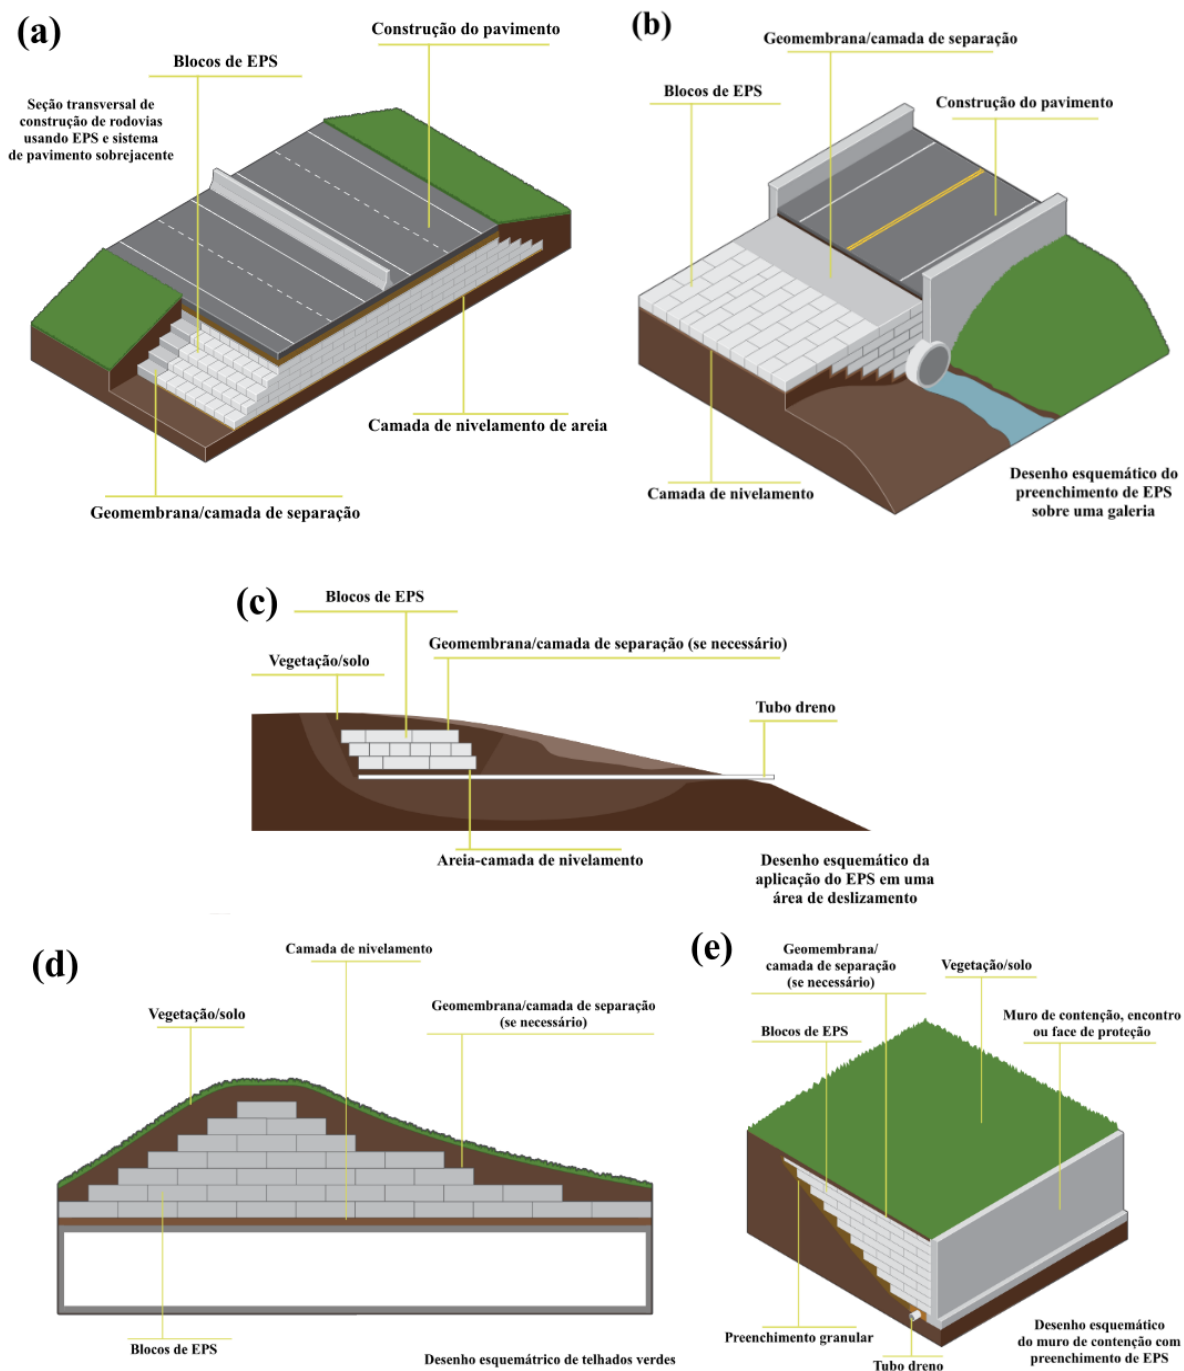 (a)
Construção do pavimento
Blocos de EPS
Seção transversal de
construção de rodovias
usando EPS e sistema
de pavimento sobrejacente
Camada de nivelamento de areia
Geomembrana/camada de separação
(b)
Geomembrana/camada de separação
Blocos de EPS
Construção do pavimento
Camada de nivelamento
Desenho esquemático do
preenchimento de EPS
sobre uma galeria
(c)
Blocos de EPS
Geomembrana/camada de separação (se necessário)
Vegetação/solo
Tubo dreno
Areia-camada de nivelamento
Desenho esquemático da
aplicação do EPS em uma
área de deslizamento
(d)
Camada de nivelamento
Geomembrana/camada de separação
(se necessário)
Vegetação/solo
Blocos de EPS
Desenho esquemátrico de telhados verdes
(e)
Geomembrana/
camada de separação
(se necessário)
Vegetação/solo
Muro de contenção, encontro
ou face de proteção
Blocos de EPS
Preenchimento granular
Tubo dreno
Desenho esquemático
do muro de contenção com
preenchimento de EPS